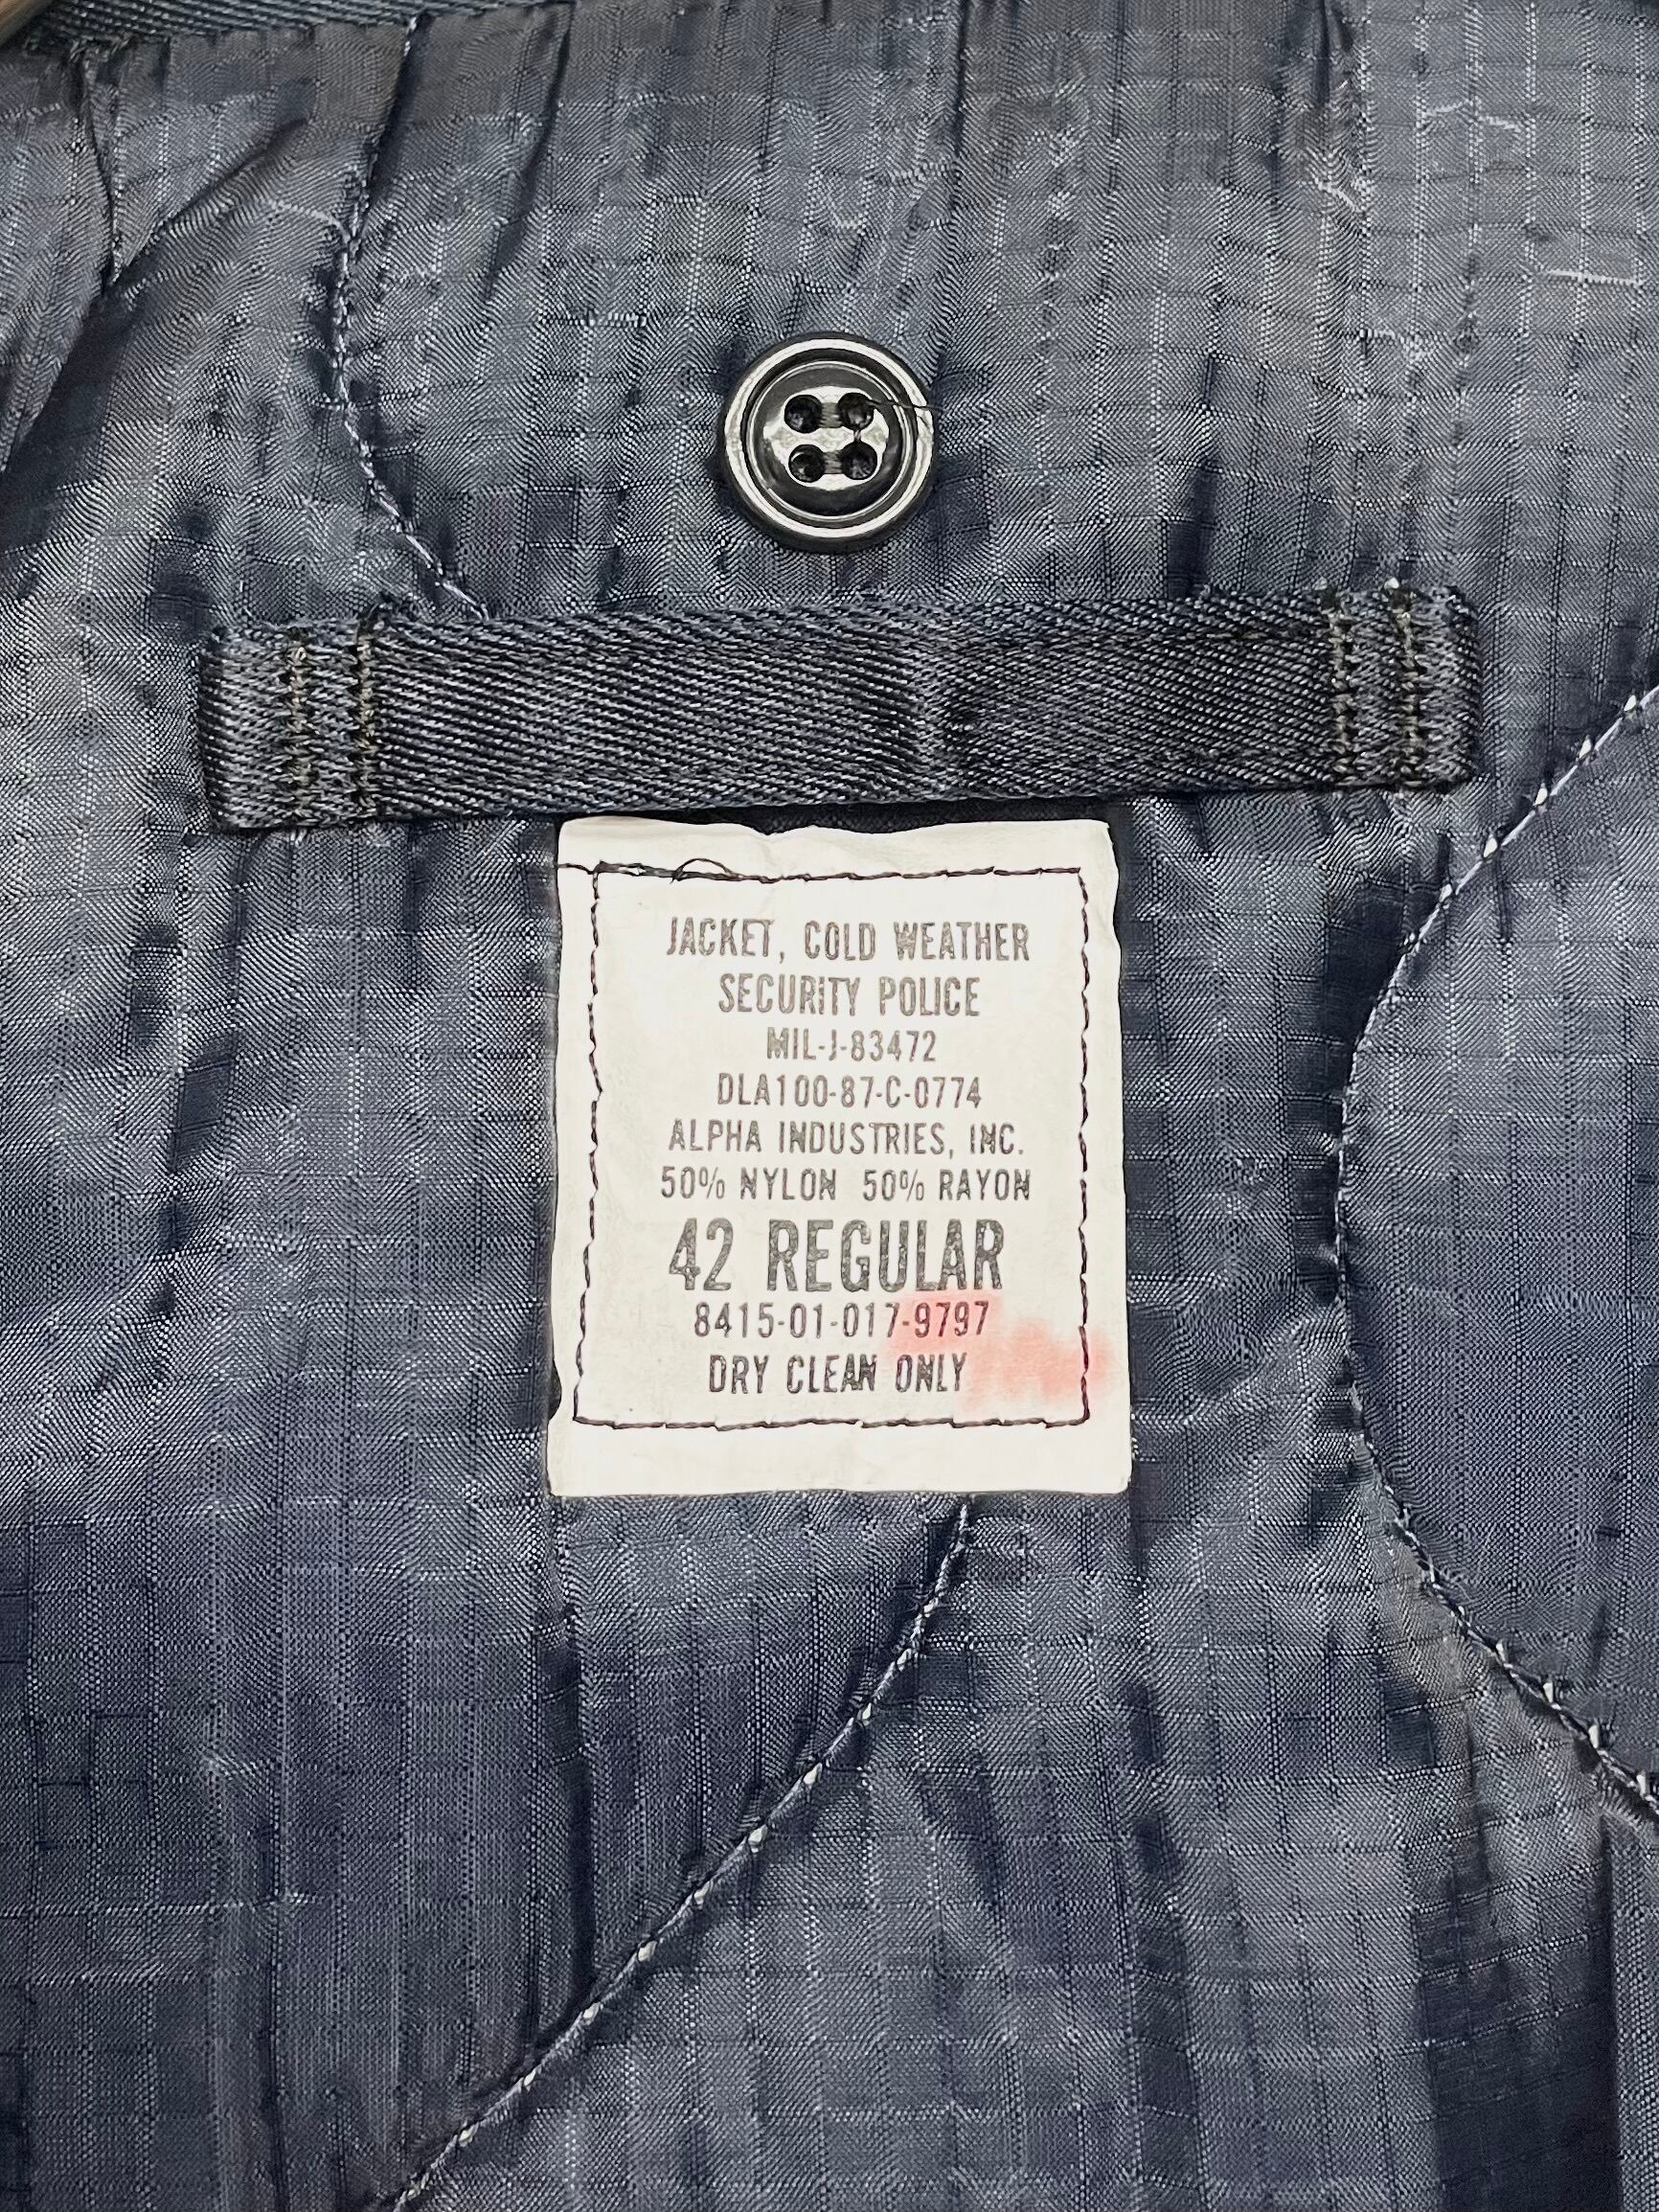 JACKET, COLD WEATHER
SECURITY POLICE
MIL-J-83472
DLA100-87-C-0774
ALPHA INDUSTRIES, INC.
50% NYLON 50% RAYON
42 REGULAR
8415-01-017-9797
DRY CLEAN ONLY